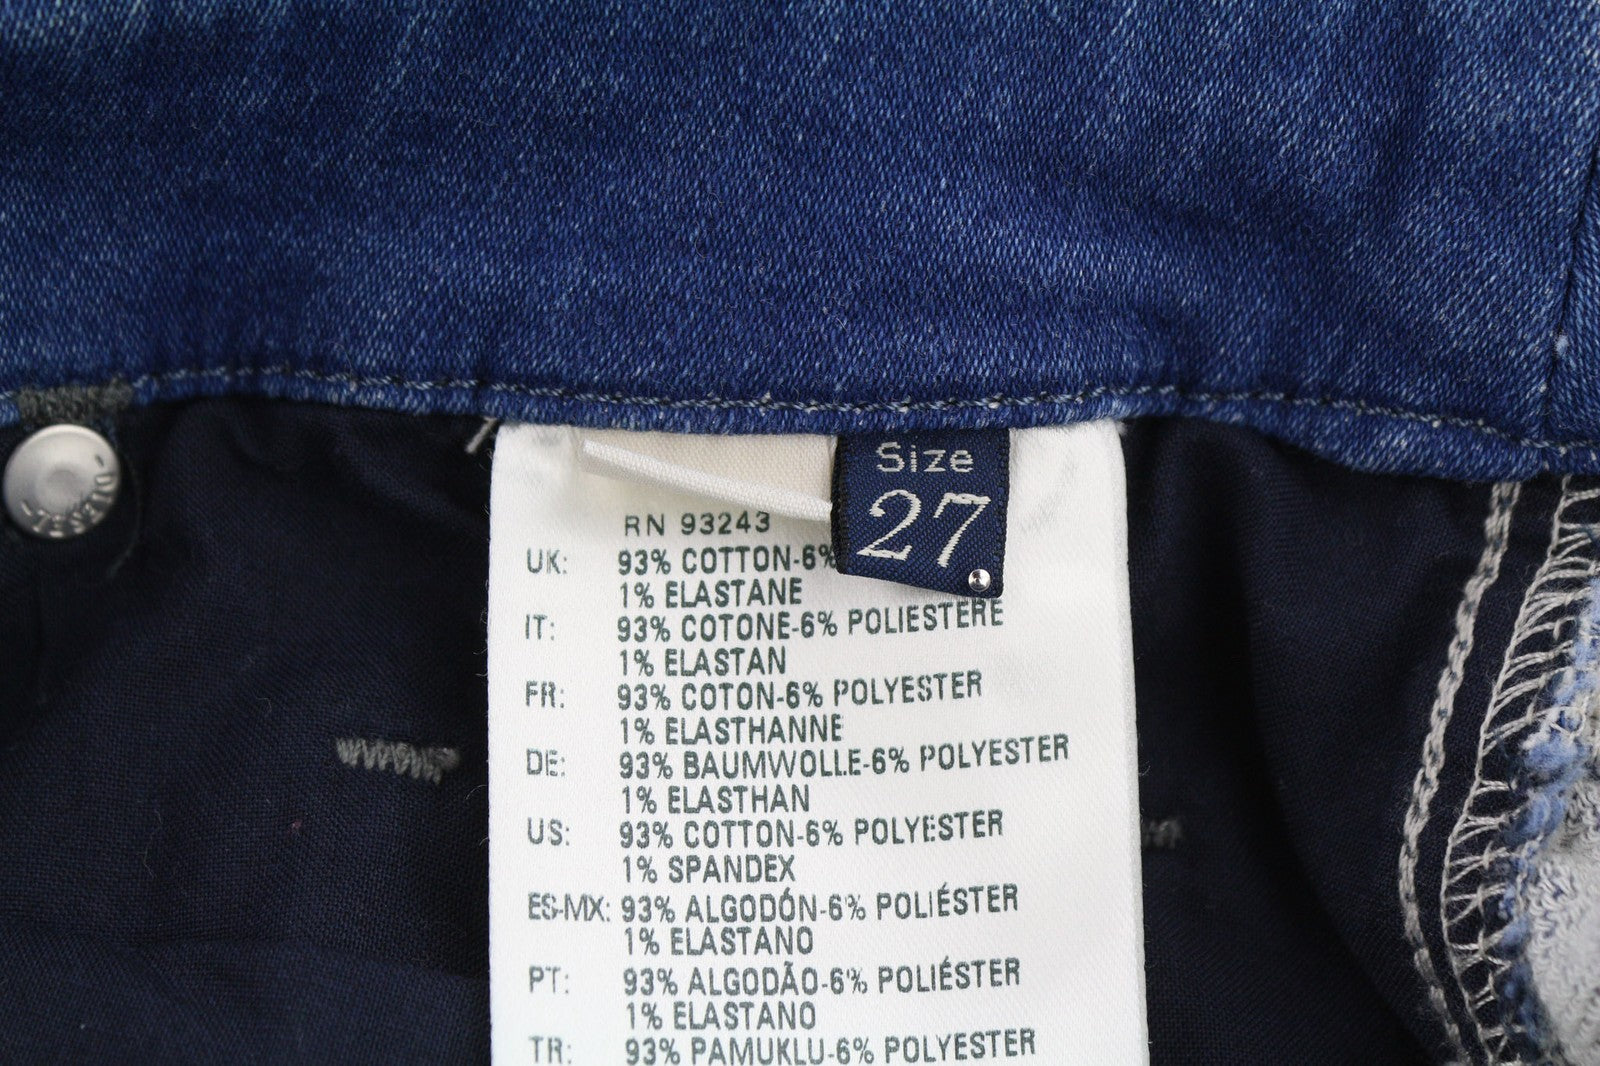 DIESEL
Size
27
RN 93243
UK: 93% COTTON-6%
1% ELASTANE
IT: 93% COTONE-6% POLIESTERE
1% ELASTAN
FR: 93% COTON-6% POLYESTER
1% ELASTHANNE
DE: 93% BAUMWOLLE-6% POLYESTER
1% ELASTHAN
US: 93% COTTON-6% POLYESTER
1% SPANDEX
ES-MX: 93% ALGODÓN-6% POLIÉSTER
1% ELASTANO
PT: 93% ALGODÃO-6% POLIÉSTER
1% ELASTANO
TR: 93% PAMUKLU-6% POLYESTER